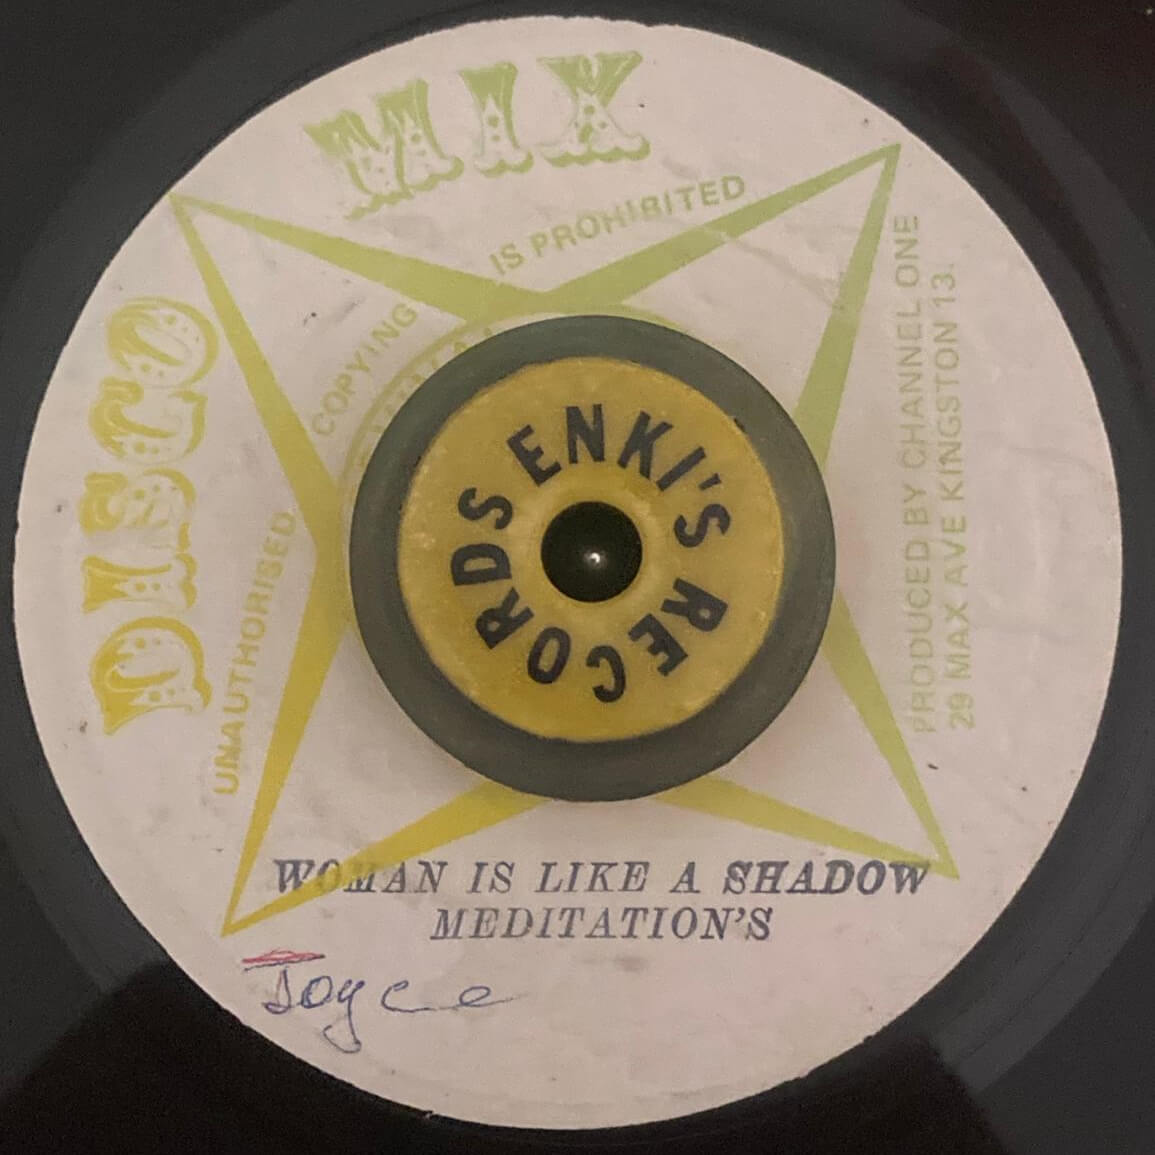 DISCO MIX
UNAUTHORISED COPYING IS PROHIBITED
PRODUCED BY CHANNEL ONE
29 MAX AVE KINGSTON 13.
ENKI'S RECORDS
WOMAN IS LIKE A SHADOW
MEDITATION'S
Joyce